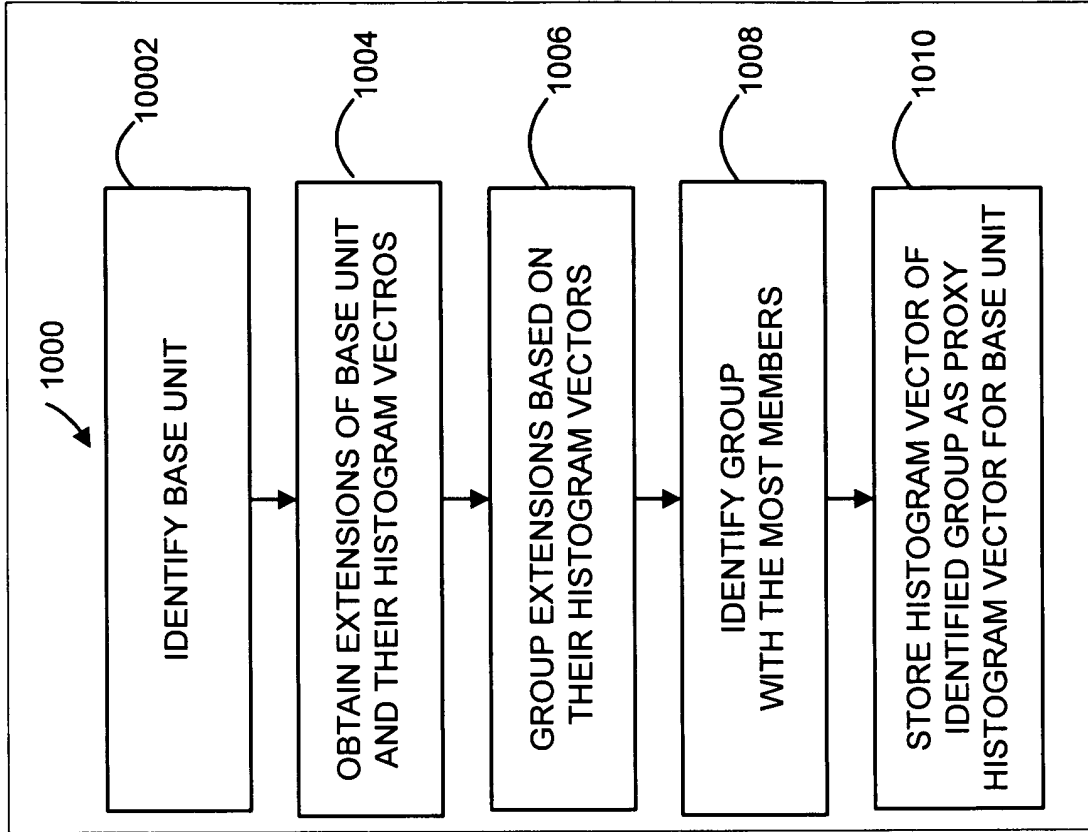 1000
IDENTIFY BASE UNIT
10002
OBTAIN EXTENSIONS OF BASE UNIT
AND THEIR HISTOGRAM VECTROS
1004
GROUP EXTENSIONS BASED ON
THEIR HISTOGRAM VECTORS
1006
IDENTIFY GROUP
WITH THE MOST MEMBERS
1008
STORE HISTOGRAM VECTOR OF
IDENTIFIED GROUP AS PROXY
HISTOGRAM VECTOR FOR BASE UNIT
1010